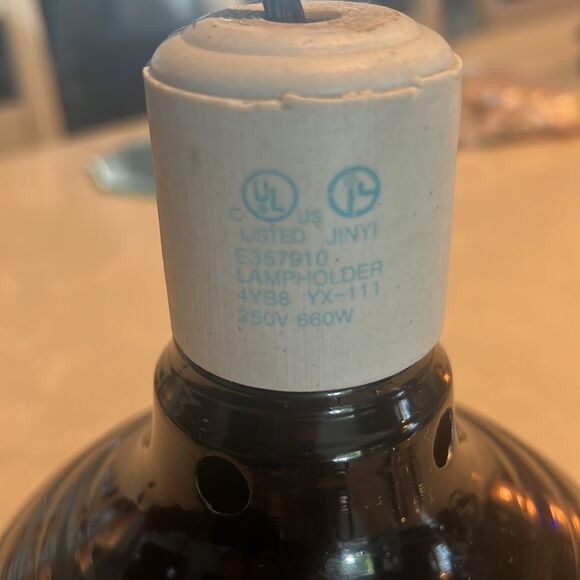 C UL US
LISTED JINYI
E357910
LAMPHOLDER
4YB8 YX-111
250V 660W